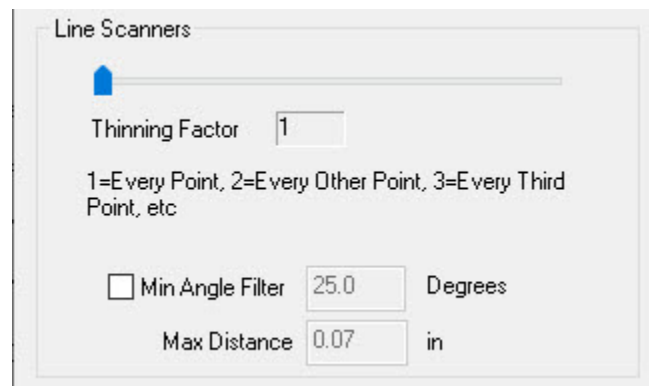 Line Scanners
Thinning Factor 1
1=Every Point, 2=Every Other Point, 3=Every Third
Point, etc
Min Angle Filter 25.0 Degrees
Max Distance 0.07 in